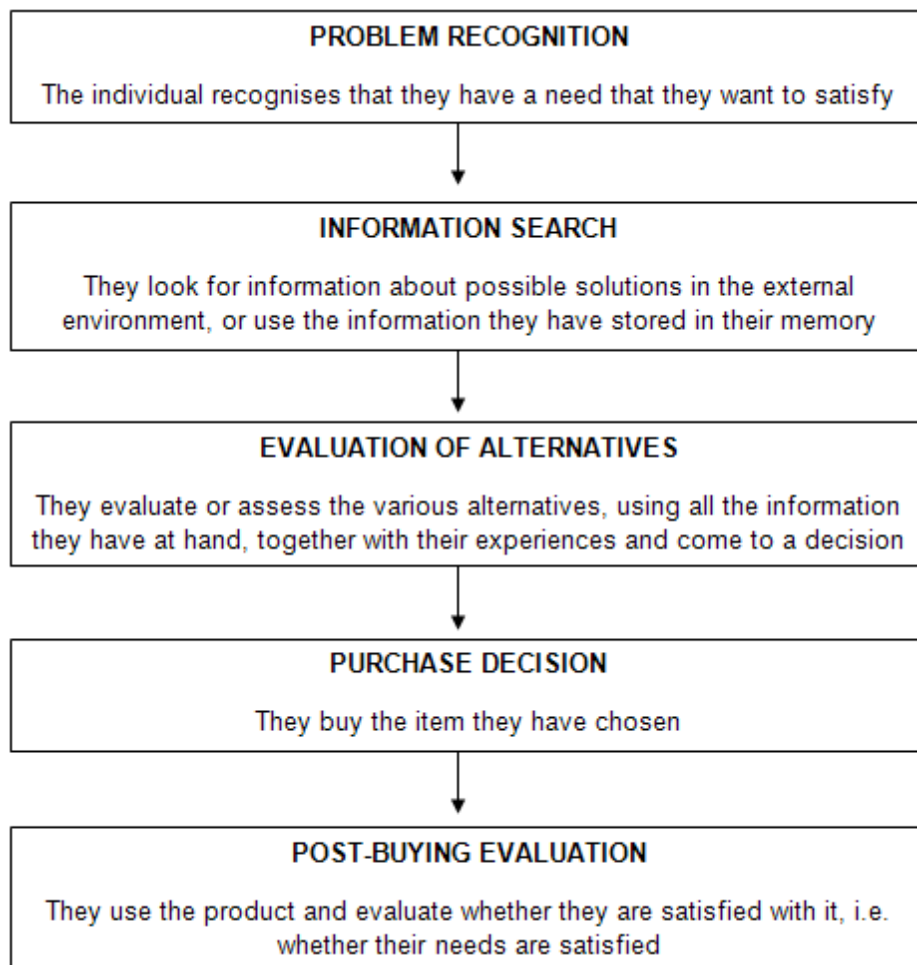 PROBLEM RECOGNITION
The individual recognises that they have a need that they want to satisfy
INFORMATION SEARCH
They look for information about possible solutions in the external
environment, or use the information they have stored in their memory
EVALUATION OF ALTERNATIVES
They evaluate or assess the various alternatives, using all the information
they have at hand, together with their experiences and come to a decision
PURCHASE DECISION
They buy the item they have chosen
POST-BUYING EVALUATION
They use the product and evaluate whether they are satisfied with it, i.e.
whether their needs are satisfied